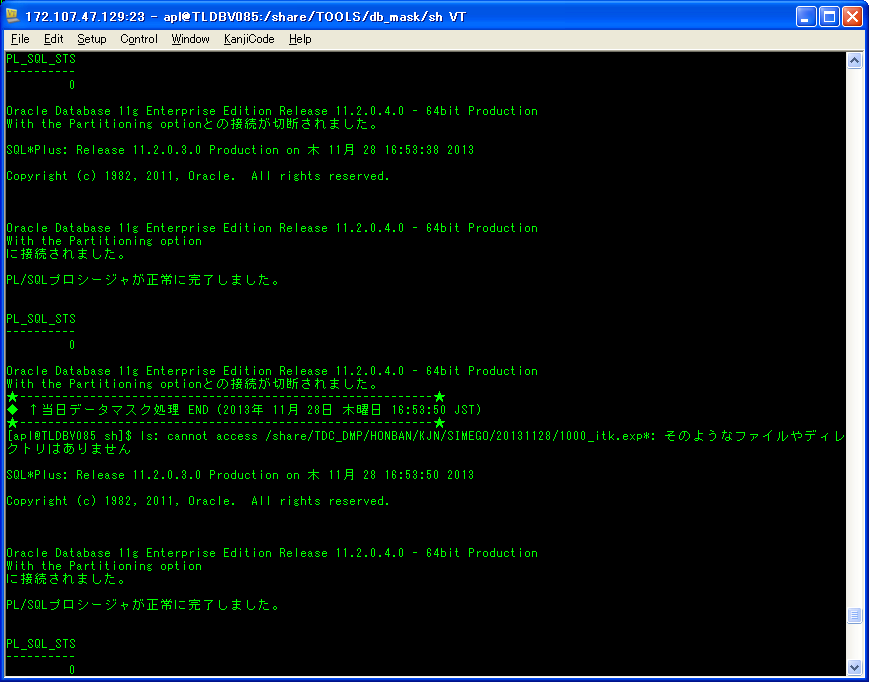 172.107.47.129:23 - apl@TLDBV085:/share/TOOLS/db_mask/sh VT
File Edit Setup Control Window KanjiCode Help
PL_SQL_STS
----------
0
Oracle Database 11g Enterprise Edition Release 11.2.0.4.0 - 64bit Production
With the Partitioning optionとの接続が切断されました。
SQL*Plus: Release 11.2.0.3.0 Production on 木 11月 28 16:53:38 2013
Copyright (c) 1982, 2011, Oracle.  All rights reserved.
Oracle Database 11g Enterprise Edition Release 11.2.0.4.0 - 64bit Production
With the Partitioning option
に接続されました。
PL/SQLプロシージャが正常に完了しました。
PL_SQL_STS
----------
0
Oracle Database 11g Enterprise Edition Release 11.2.0.4.0 - 64bit Production
With the Partitioning optionとの接続が切断されました。
★-----------------------------------------------------------★
◆ ↑当日データマスク処理 END (2013年 11月 28日 木曜日 16:53:50 JST)
★-----------------------------------------------------------★
[apl@TLDBV085 sh]$ ls: cannot access /share/TDC_DMP/HONBAN/KJN/SIMEGO/20131128/1000_itk.exp*: そのようなファイルやディレ
クトリはありません
SQL*Plus: Release 11.2.0.3.0 Production on 木 11月 28 16:53:50 2013
Copyright (c) 1982, 2011, Oracle.  All rights reserved.
Oracle Database 11g Enterprise Edition Release 11.2.0.4.0 - 64bit Production
With the Partitioning option
に接続されました。
PL/SQLプロシージャが正常に完了しました。
PL_SQL_STS
----------
0